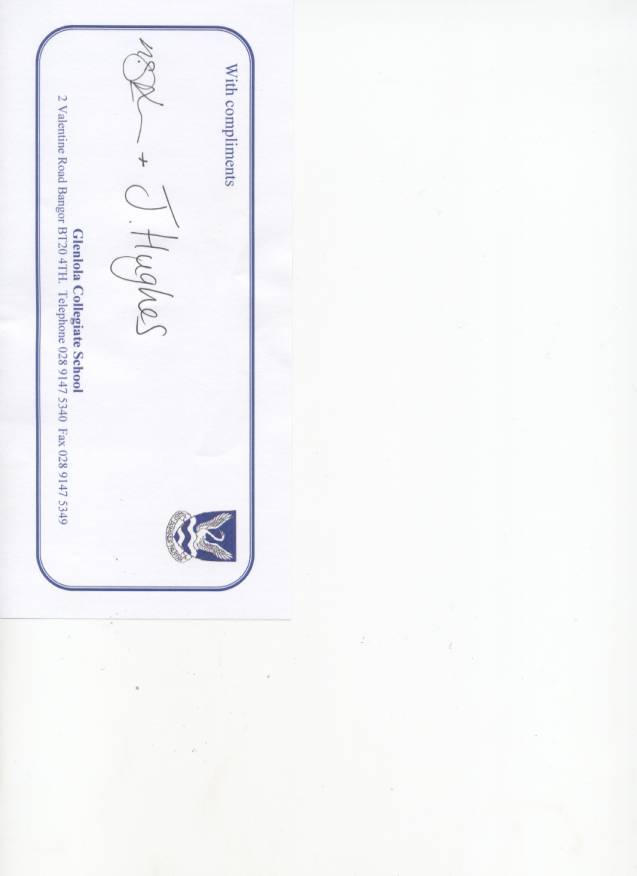 With compliments
+ J. Hughes
Glenlola Collegiate School
2 Valentine Road Bangor BT20 4TH. Telephone 028 9147 5340 Fax 028 9147 5349